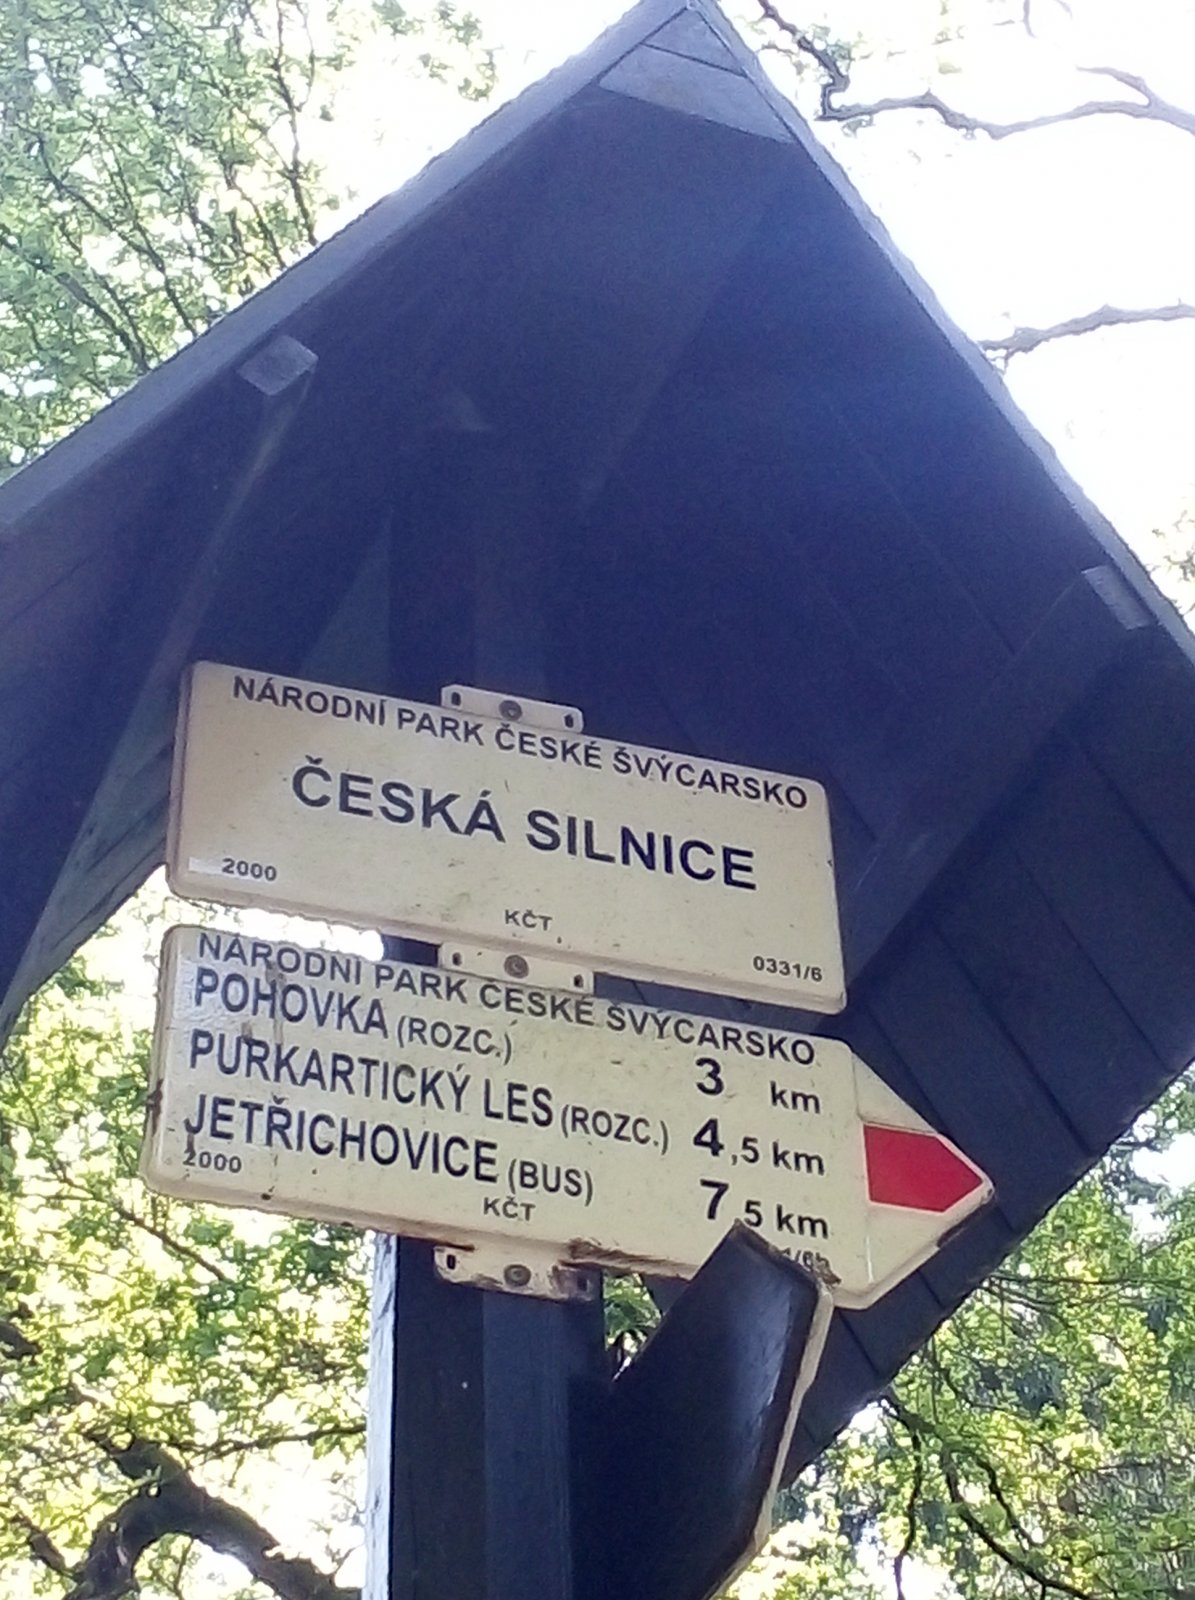 NÁRODNÍ PARK ČESKÉ ŠVÝCARSKO
ČESKÁ SILNICE
2000
KČT
0331/6
NÁRODNÍ PARK ČESKÉ ŠVÝCARSKO
POHOVKA (ROZC.) 3 km
PURKARTICKÝ LES (ROZC.) 4,5 km
JETŘICHOVICE (BUS) 7,5 km
2000
KČT